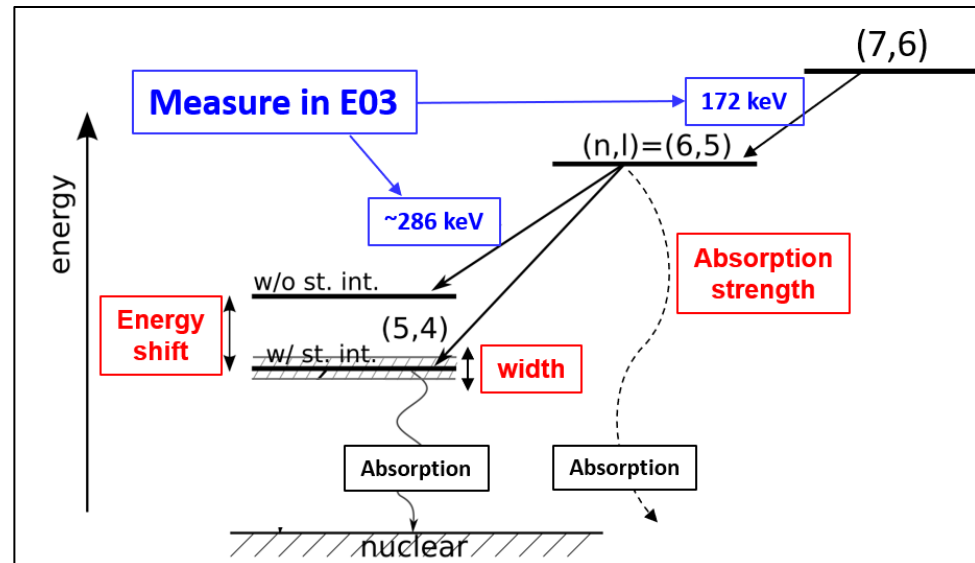 (7,6)
Measure in E03
172 keV
(n,l)=(6,5)
~286 keV
energy
Absorption
strength
w/o st. int.
Energy
shift
(5,4)
w/ st. int.
width
Absorption
Absorption
nuclear